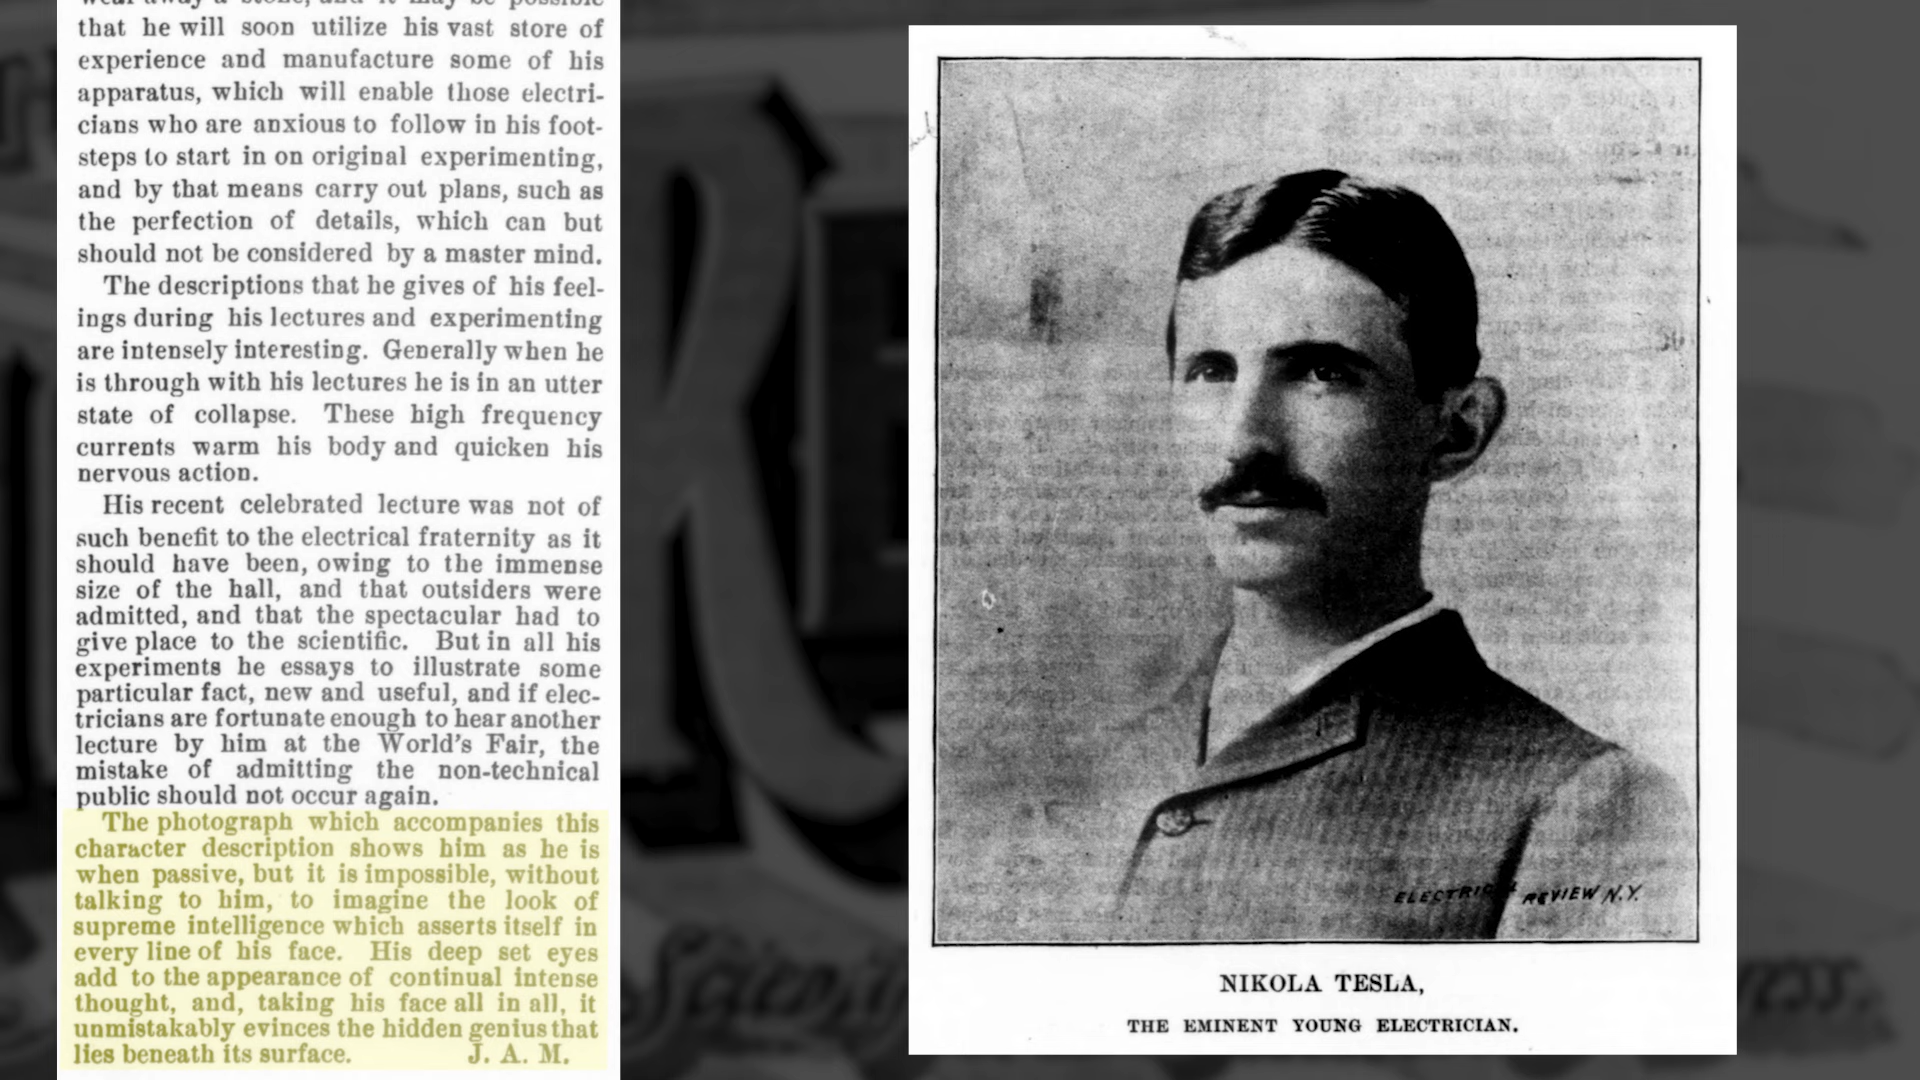 that he will soon utilize his vast store of
experience and manufacture some of his
apparatus, which will enable those electri-
cians who are anxious to follow in his foot-
steps to start in on original experimenting,
and by that means carry out plans, such as
the perfection of details, which can but
should not be considered by a master mind.
The descriptions that he gives of his feel-
ings during his lectures and experimenting
are intensely interesting. Generally when he
is through with his lectures he is in an utter
state of collapse. These high frequency
currents warm his body and quicken his
nervous action.
His recent celebrated lecture was not of
such benefit to the electrical fraternity as it
should have been, owing to the immense
size of the hall, and that outsiders were
admitted, and that the spectacular had to
give place to the scientific. But in all his
experiments he essays to illustrate some
particular fact, new and useful, and if elec-
tricians are fortunate enough to hear another
lecture by him at the World's Fair, the
mistake of admitting the non-technical
public should not occur again.
The photograph which accompanies this
character description shows him as he is
when passive, but it is impossible, without
talking to him, to imagine the look of
supreme intelligence which asserts itself in
every line of his face. His deep set eyes
add to the appearance of continual intense
thought, and, taking his face all in all, it
unmistakably evinces the hidden genius that
lies beneath its surface. J. A. M.
ELECTRICAL REVIEW N.Y.
NIKOLA TESLA,
THE EMINENT YOUNG ELECTRICIAN.